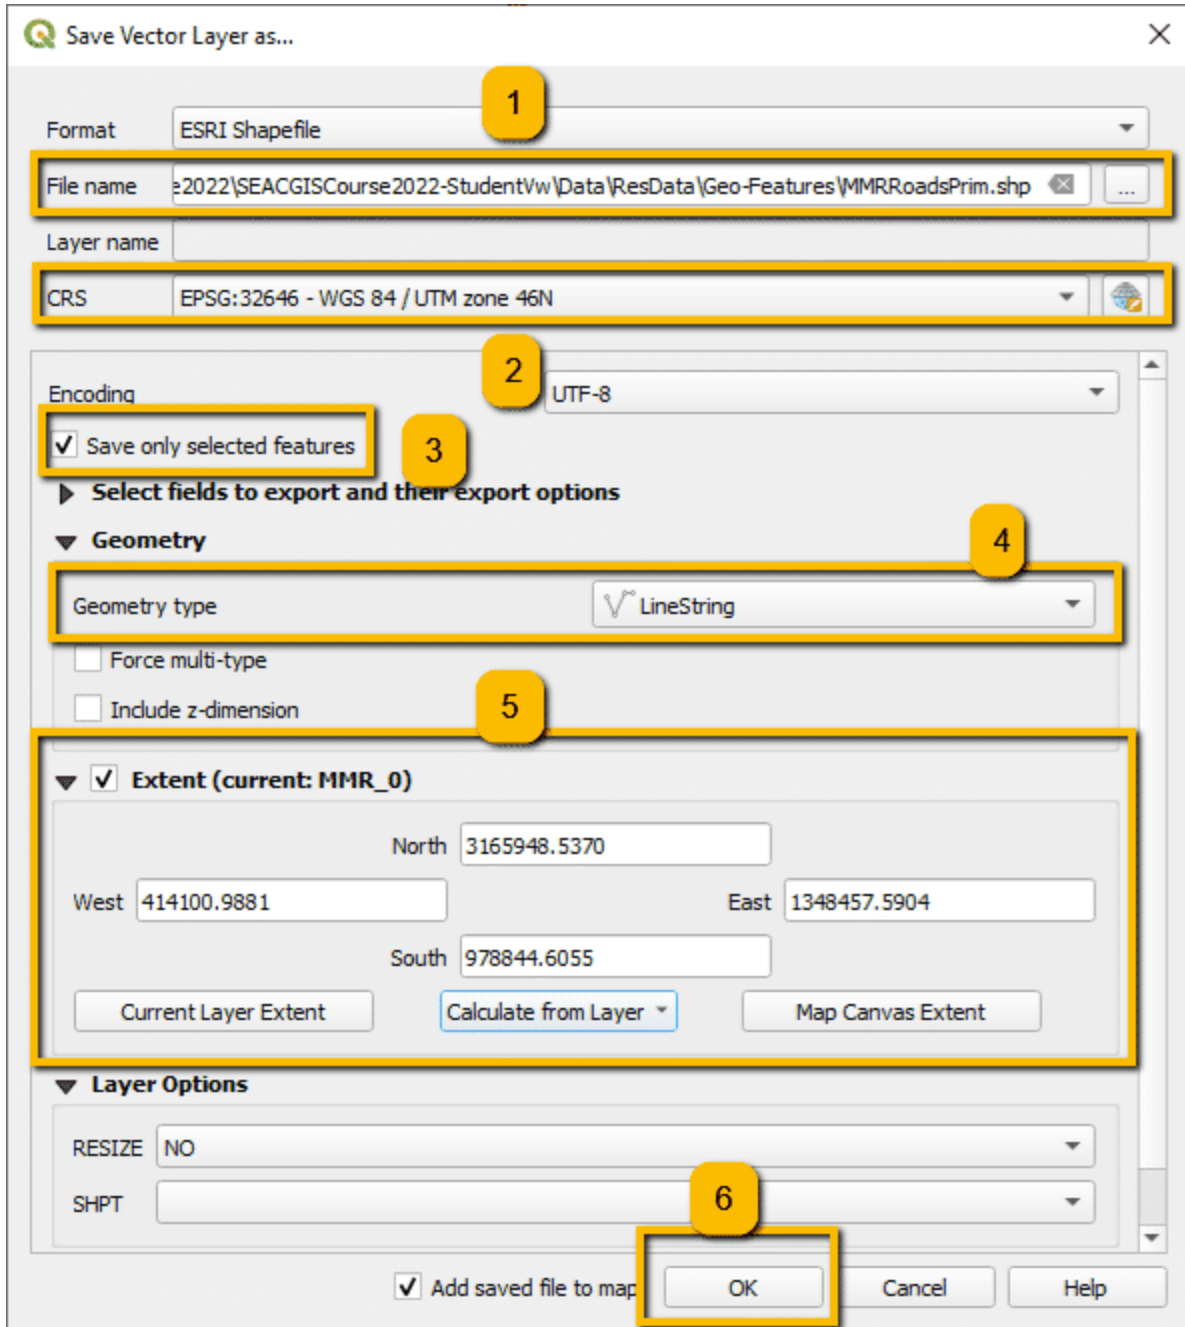 Save Vector Layer as...
1
Format ESRI Shapefile
File name e2022\SEACGISCourse2022-StudentVw\Data\ResData\Geo-Features\MMRRoadsPrim.shp ...
Layer name
CRS EPSG:32646 - WGS 84 / UTM zone 46N
2
Encoding UTF-8
Save only selected features
3
Select fields to export and their export options
Geometry
4
Geometry type LineString
Force multi-type
Include z-dimension
5
Extent (current: MMR_0)
North 3165948.5370
West 414100.9881 East 1348457.5904
South 978844.6055
Current Layer Extent Calculate from Layer Map Canvas Extent
Layer Options
RESIZE NO
SHPT
6
Add saved file to map OK Cancel Help